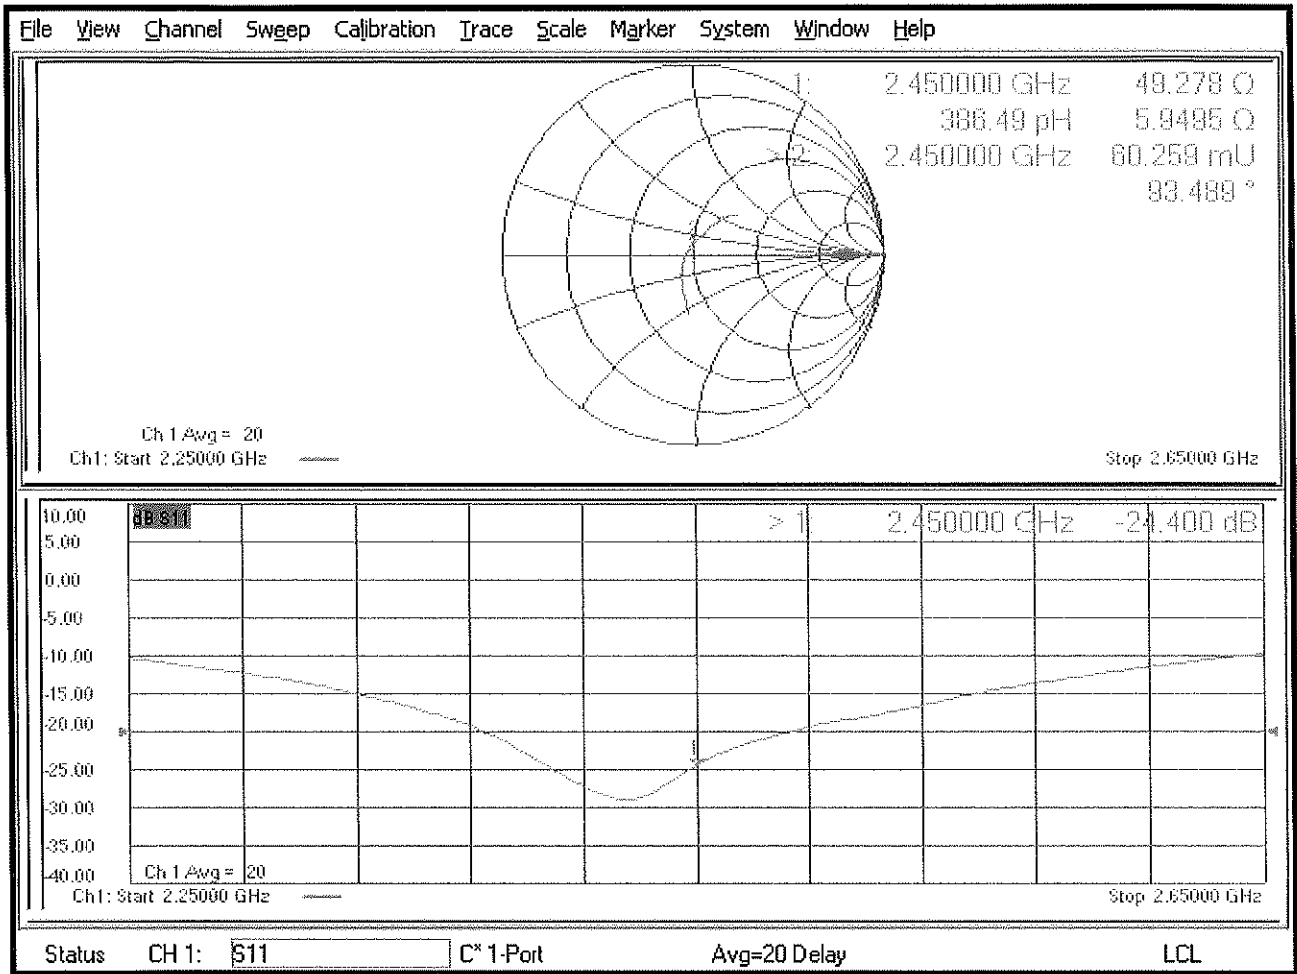 File View Channel Sweep Calibration Trace Scale Marker System Window Help
1: 2.450000 GHz 49.278 Ω
386.49 pH 5.9495 Ω
> 2: 2.450000 GHz 60.259 mU
93.489 °
Ch 1 Avg = 20
Ch1: Start 2.25000 GHz Stop 2.65000 GHz
10.00 dB S11 > 1: 2.450000 GHz -24.400 dB
5.00
0.00
-5.00
-10.00
-15.00
-20.00
-25.00
-30.00
-35.00
-40.00 Ch 1 Avg = 20
Ch1: Start 2.25000 GHz Stop 2.65000 GHz
Status CH 1: S11 C* 1-Port Avg=20 Delay LCL